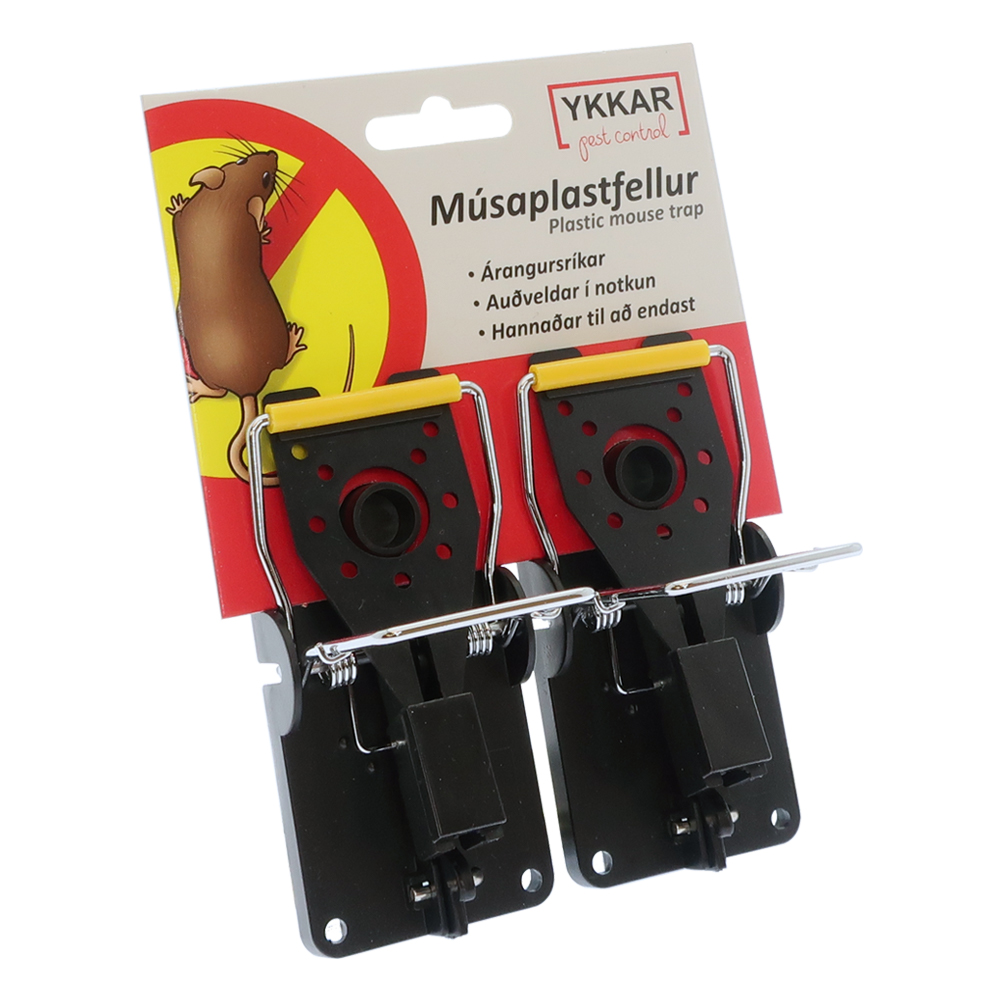 YKKAR
pest control
Músaplastfellur
Plastic mouse trap
• Árangursríkar
• Auðveldar í notkun
• Hannaðar til að endast